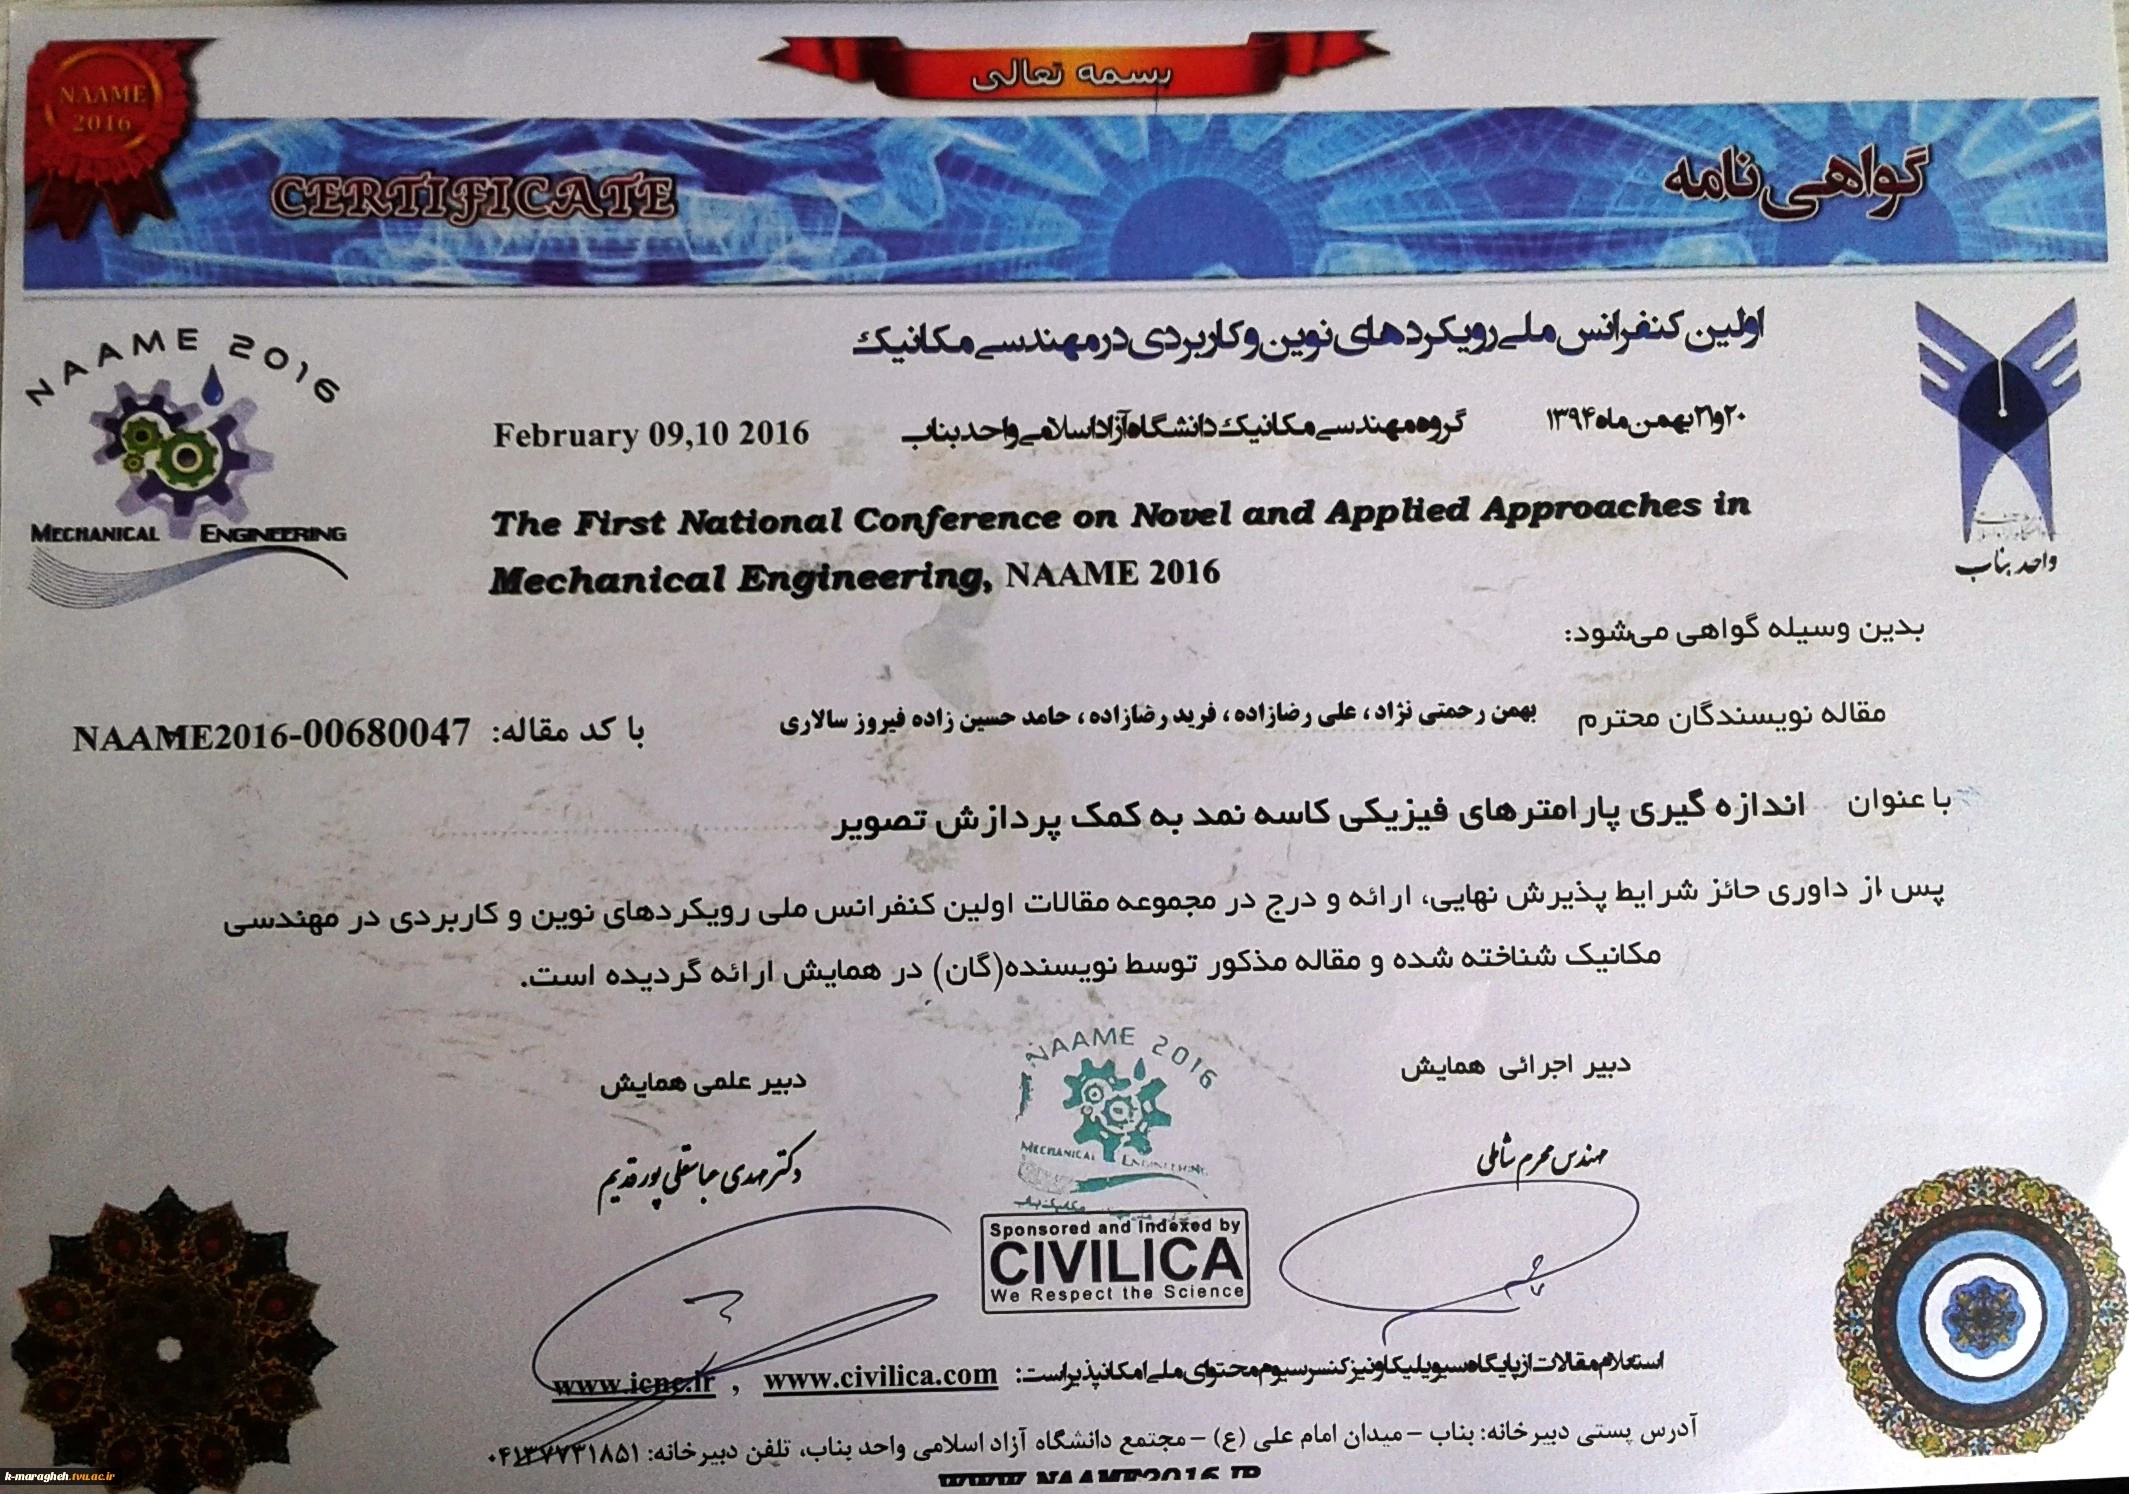 بسمه تعالی
NAAME
2016
CERTIFICATE
گواهی نامه
NAAME 2016
MECHANICAL ENGINEERING
اولین کنفرانس ملی رویکردهای نوین و کاربردی در مهندسی مکانیک
۲۰ و ۲۱ بهمن ماه ۱۳۹۴ گروه مهندسی مکانیک دانشگاه آزاد اسلامی واحد بناب February 09,10 2016
The First National Conference on Novel and Applied Approaches in
Mechanical Engineering, NAAME 2016
واحد بناب
بدین وسیله گواهی می‌شود:
مقاله نویسندگان محترم بهمن رحمتی نژاد، علی رضازاده، فرید رضازاده، حامد حسین زاده فیروز سالاری با کد مقاله: NAAME2016-00680047
با عنوان اندازه گیری پارامترهای فیزیکی کاسه نمد به کمک پردازش تصویر
پس از داوری حائز شرایط پذیرش نهایی، ارائه و درج در مجموعه مقالات اولین کنفرانس ملی رویکردهای نوین و کاربردی در مهندسی
مکانیک شناخته شده و مقاله مذکور توسط نویسنده(گان) در همایش ارائه گردیده است.
دبیر اجرائی همایش
دبیر علمی همایش
NAAME 2016
MECHANICAL ENGINEERING
مهندس محرم شاملی
دکتر مهدی عباسقلی پور قدیم
Sponsored and Indexed by
CIVILICA
We Respect the Science
استعلام مقالات از پایگاه سیویلیکا و نیز کنسرسیوم محتوای ملی امکانپذیر است: www.civilica.com , www.icnc.ir
آدرس پستی دبیرخانه: بناب – میدان امام علی (ع) – مجتمع دانشگاه آزاد اسلامی واحد بناب، تلفن دبیرخانه: ۰۴۱۳۷۷۳۱۸۵۱
WWW.NAAME2016.IR
k-maragheh.tvu.ac.ir